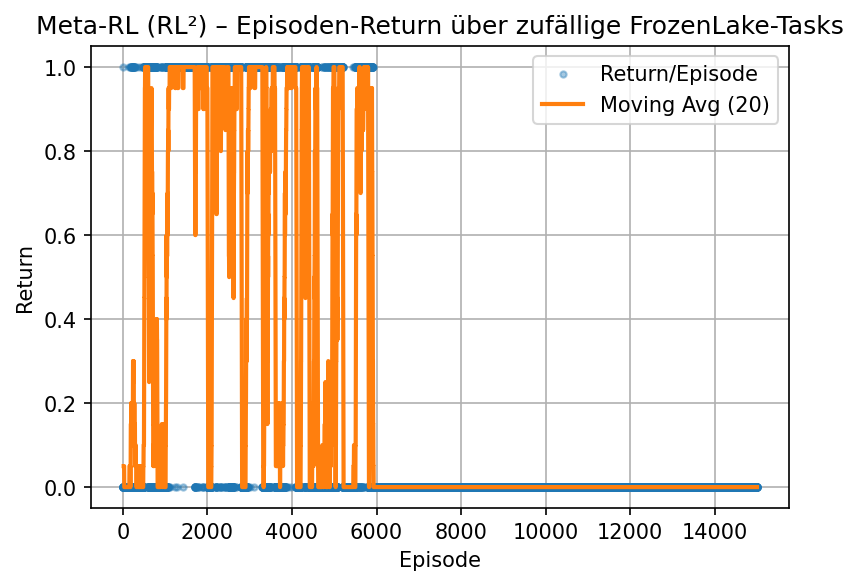 Meta-RL (RL²) – Episoden-Return über zufällige FrozenLake-Tasks
Return/Episode
Moving Avg (20)
1.0
0.8
0.6
0.4
0.2
0.0
Return
0 2000 4000 6000 8000 10000 12000 14000
Episode